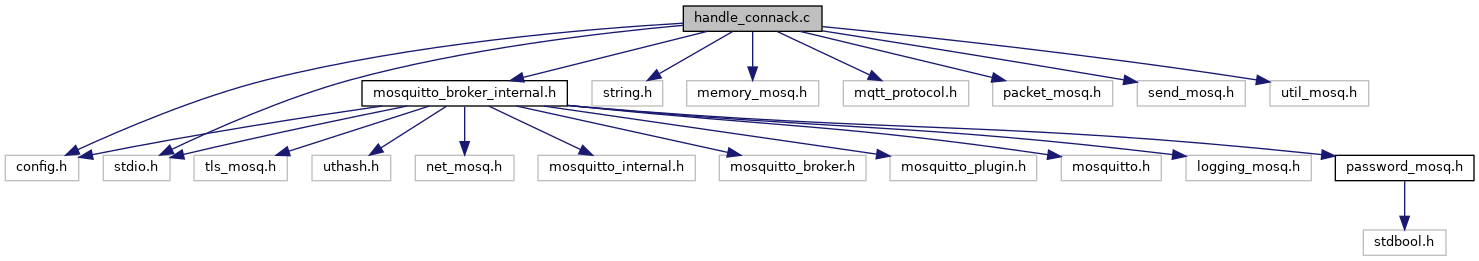 handle_connack.c
mosquitto_broker_internal.h
string.h
memory_mosq.h
mqtt_protocol.h
packet_mosq.h
send_mosq.h
util_mosq.h
config.h
stdio.h
tls_mosq.h
uthash.h
net_mosq.h
mosquitto_internal.h
mosquitto_broker.h
mosquitto_plugin.h
mosquitto.h
logging_mosq.h
password_mosq.h
stdbool.h